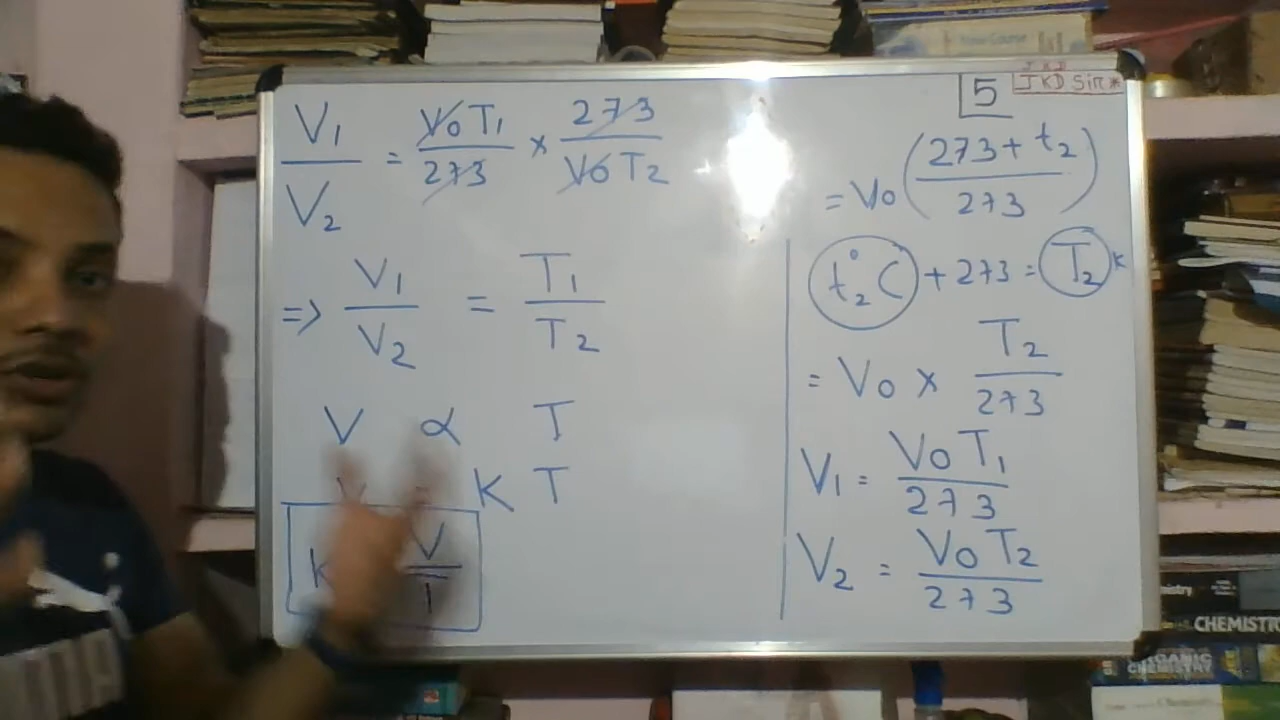 5
JKD Sir*
V₁/V₂ = V₀T₁/273 × 273/V₀T₂
⇒ V₁/V₂ = T₁/T₂
V α T
K T
K V/T
= V₀ ((273 + t₂)/273)
t₂°C + 273 = T₂ K
= V₀ × T₂/273
V₁ = V₀T₁/273
V₂ = V₀T₂/273
CHEMISTRY